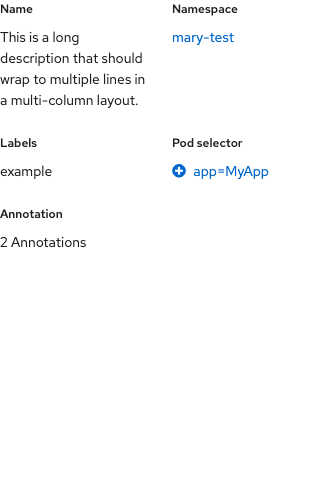 Name
This is a long
description that should
wrap to multiple lines in
a multi-column layout.
Namespace
mary-test
Labels
example
Pod selector
app=MyApp
Annotation
2 Annotations